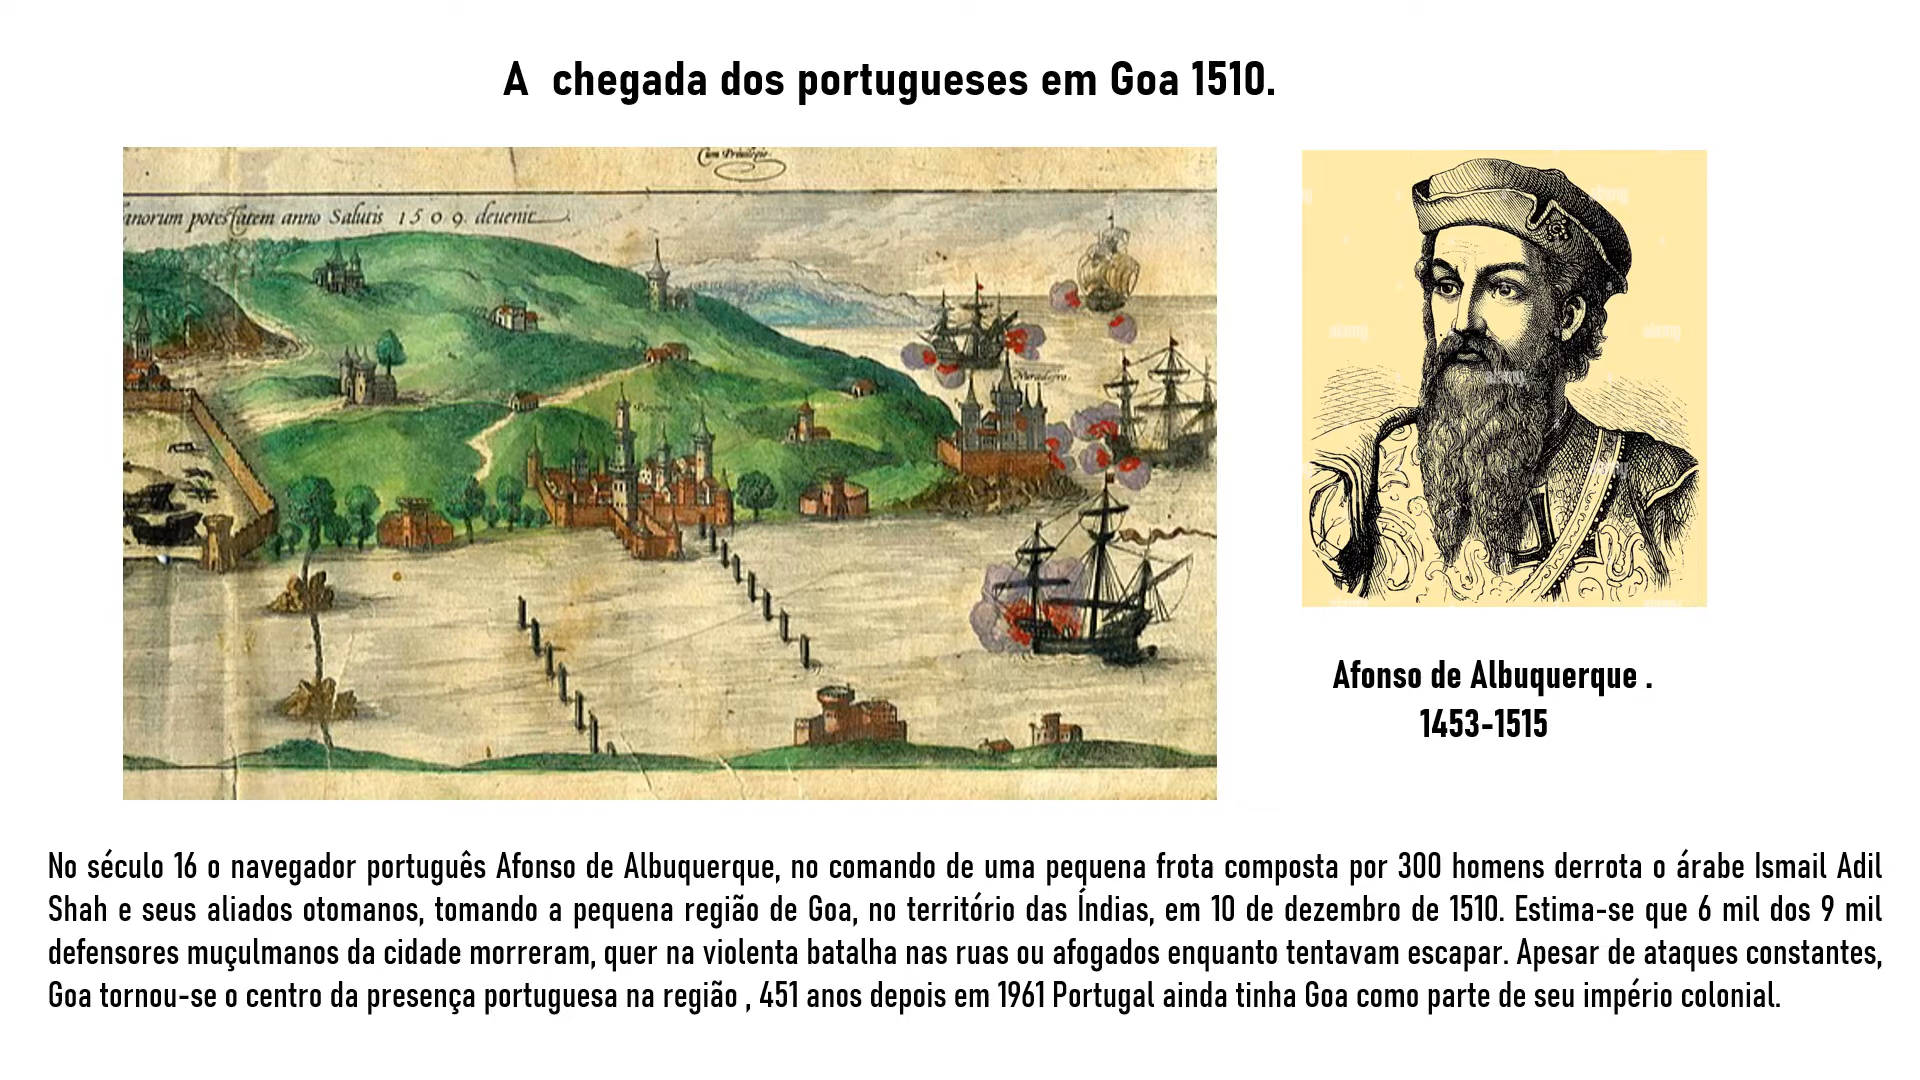 A chegada dos portugueses em Goa 1510.
Cum Privilegio.
anorum potestatem anno Salutis 1509. deuenit
Afonso de Albuquerque .
1453-1515
No século 16 o navegador português Afonso de Albuquerque, no comando de uma pequena frota composta por 300 homens derrota o árabe Ismail Adil
Shah e seus aliados otomanos, tomando a pequena região de Goa, no território das Índias, em 10 de dezembro de 1510. Estima-se que 6 mil dos 9 mil
defensores muçulmanos da cidade morreram, quer na violenta batalha nas ruas ou afogados enquanto tentavam escapar. Apesar de ataques constantes,
Goa tornou-se o centro da presença portuguesa na região , 451 anos depois em 1961 Portugal ainda tinha Goa como parte de seu império colonial.